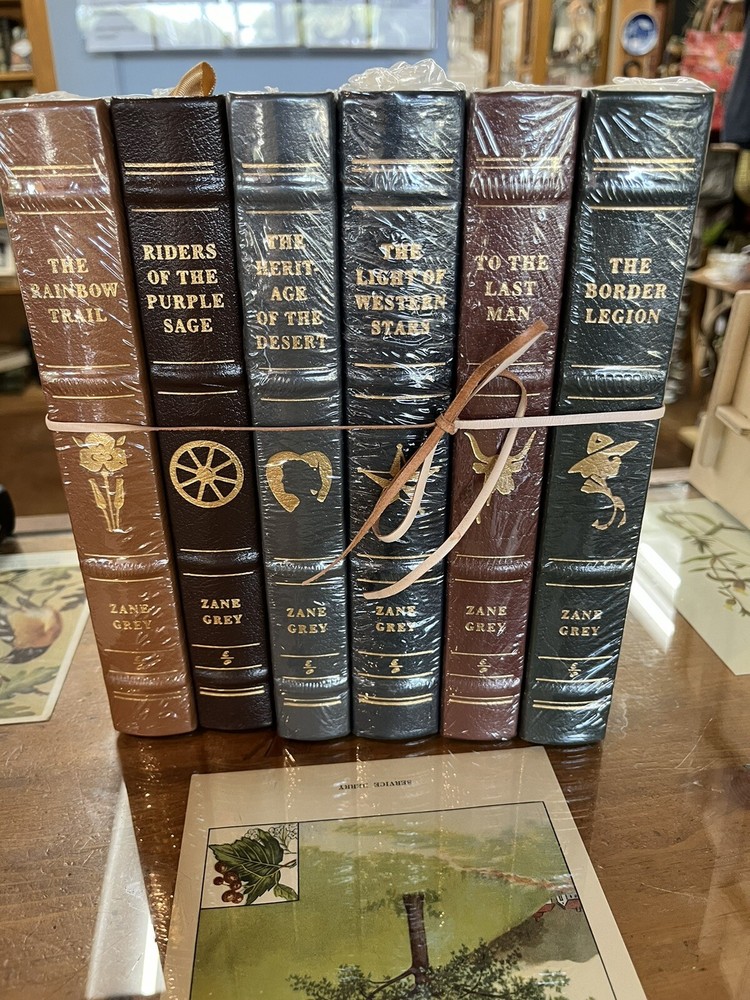 THE
RAINBOW
TRAIL
ZANE
GREY
RIDERS
OF THE
PURPLE
SAGE
ZANE
GREY
THE
HERIT-
AGE
OF THE
DESERT
ZANE
GREY
THE
LIGHT OF
WESTERN
STARS
ZANE
GREY
TO THE
LAST
MAN
ZANE
GREY
THE
BORDER
LEGION
ZANE
GREY
SERVICE BERRY